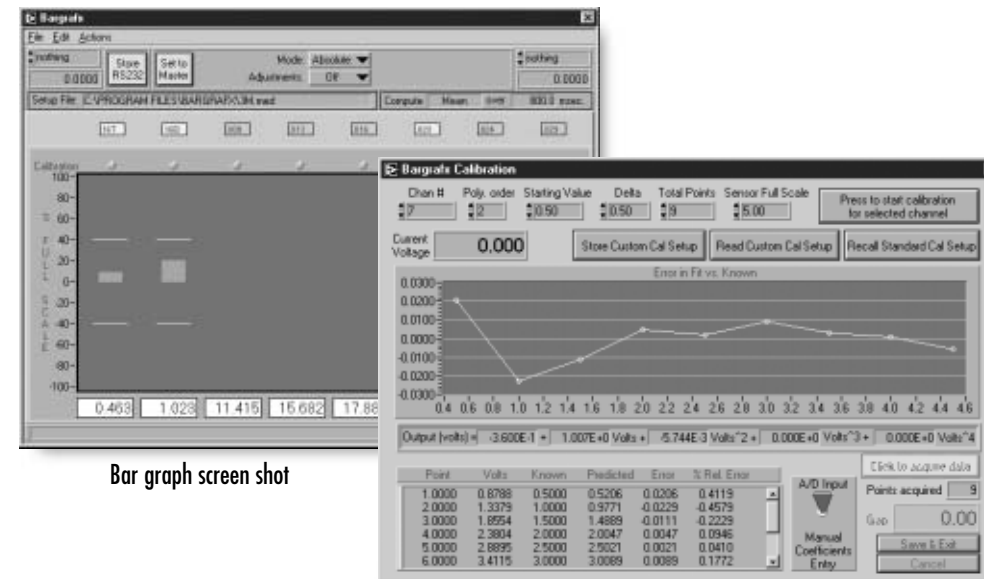 Bargrafx
File Edit Actions
nothing
0.0000
Store RS232
Set to Master
Mode: Absolute
Adjustments: Off
nothing
0.0000
Setup File: C:\PROGRAM FILES\BARGRAFX\
Compute Mean over 800.0 msec.
Calibration
100
80
60
40
20
0
-20
-40
-60
-80
-100
FULL SCALE
0.463 1.023 11.415 15.682 17.88
Bar graph screen shot
Bargrafx Calibration
Chan # Poly. order Starting Value Delta Total Points Sensor Full Scale
7 2 0.50 0.50 9 5.00
Press to start calibration
for selected channel
Current
Voltage
0.000
Store Custom Cal Setup
Read Custom Cal Setup
Recall Standard Cal Setup
Error in Fit vs. Known
0.0300
0.0200
0.0100
0.0000
-0.0100
-0.0200
-0.0300
0.4 0.6 0.8 1.0 1.2 1.4 1.6 1.8 2.0 2.2 2.4 2.6 2.8 3.0 3.2 3.4 3.6 3.8 4.0 4.2 4.4 4.6
Output (volts) = -3.600E-1 + 1.007E+0 Volts + -5.744E-3 Volts^2 + 0.000E+0 Volts^3 + 0.000E+0 Volts^4
Point Volts Known Predicted Error % Rel. Error
1.0000 0.8788 0.5000 0.5206 0.0206 0.4119
2.0000 1.3379 1.0000 0.9771 -0.0229 -0.4579
3.0000 1.8554 1.5000 1.4889 -0.0111 -0.2229
4.0000 2.3804 2.0000 2.0047 0.0047 0.0946
5.0000 2.8895 2.5000 2.5021 0.0021 0.0410
6.0000 3.4115 3.0000 3.0089 0.0089 0.1772
A/D Input
Manual
Coefficients
Entry
Click to acquire data
Points acquired 9
Gap 0.00
Save & Exit
Cancel